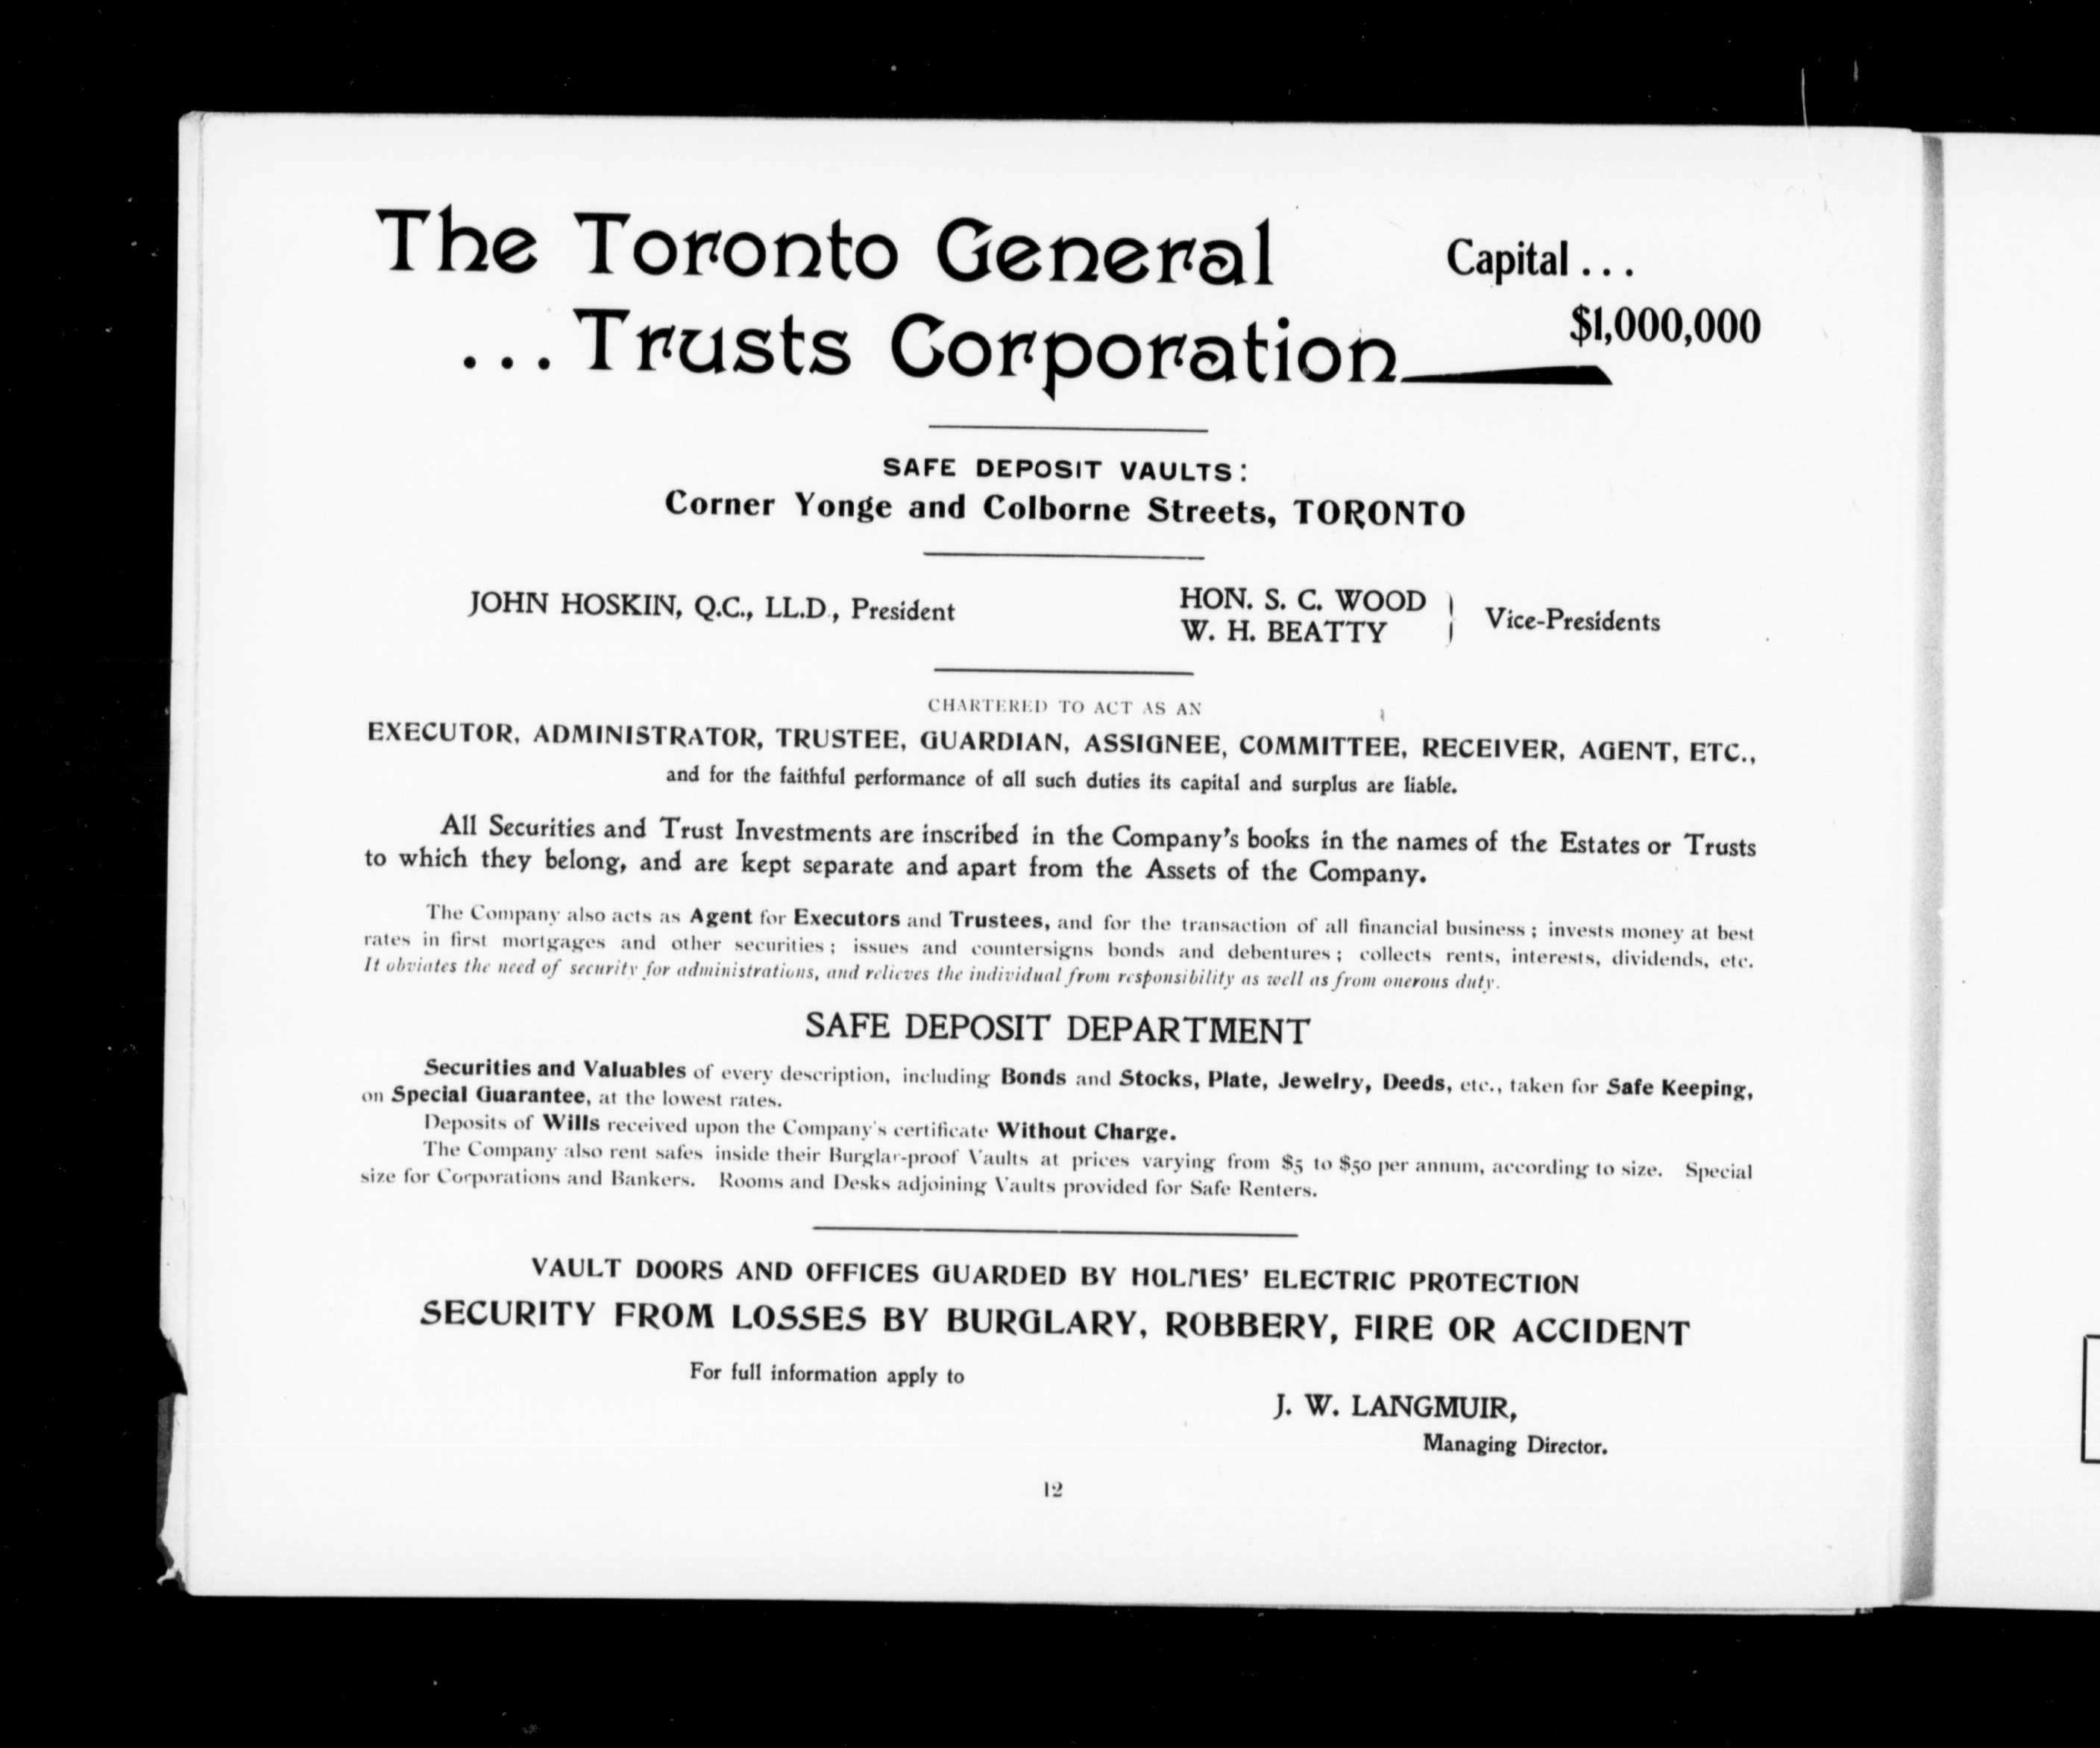 The Toronto General
Capital . . .
$1,000,000
. . . Trusts Corporation
SAFE DEPOSIT VAULTS:
Corner Yonge and Colborne Streets, TORONTO
JOHN HOSKIN, Q.C., LL.D., President
HON. S. C. WOOD
W. H. BEATTY
} Vice-Presidents
CHARTERED TO ACT AS AN
EXECUTOR, ADMINISTRATOR, TRUSTEE, GUARDIAN, ASSIGNEE, COMMITTEE, RECEIVER, AGENT, ETC.,
and for the faithful performance of all such duties its capital and surplus are liable.
All Securities and Trust Investments are inscribed in the Company's books in the names of the Estates or Trusts
to which they belong, and are kept separate and apart from the Assets of the Company.
The Company also acts as Agent for Executors and Trustees, and for the transaction of all financial business; invests money at best
rates in first mortgages and other securities; issues and countersigns bonds and debentures; collects rents, interests, dividends, etc.
It obviates the need of security for administrations, and relieves the individual from responsibility as well as from onerous duty.
SAFE DEPOSIT DEPARTMENT
Securities and Valuables of every description, including Bonds and Stocks, Plate, Jewelry, Deeds, etc., taken for Safe Keeping,
on Special Guarantee, at the lowest rates.
Deposits of Wills received upon the Company's certificate Without Charge.
The Company also rent safes inside their Burglar-proof Vaults at prices varying from $5 to $50 per annum, according to size. Special
size for Corporations and Bankers. Rooms and Desks adjoining Vaults provided for Safe Renters.
VAULT DOORS AND OFFICES GUARDED BY HOLMES' ELECTRIC PROTECTION
SECURITY FROM LOSSES BY BURGLARY, ROBBERY, FIRE OR ACCIDENT
For full information apply to
J. W. LANGMUIR,
Managing Director.
12